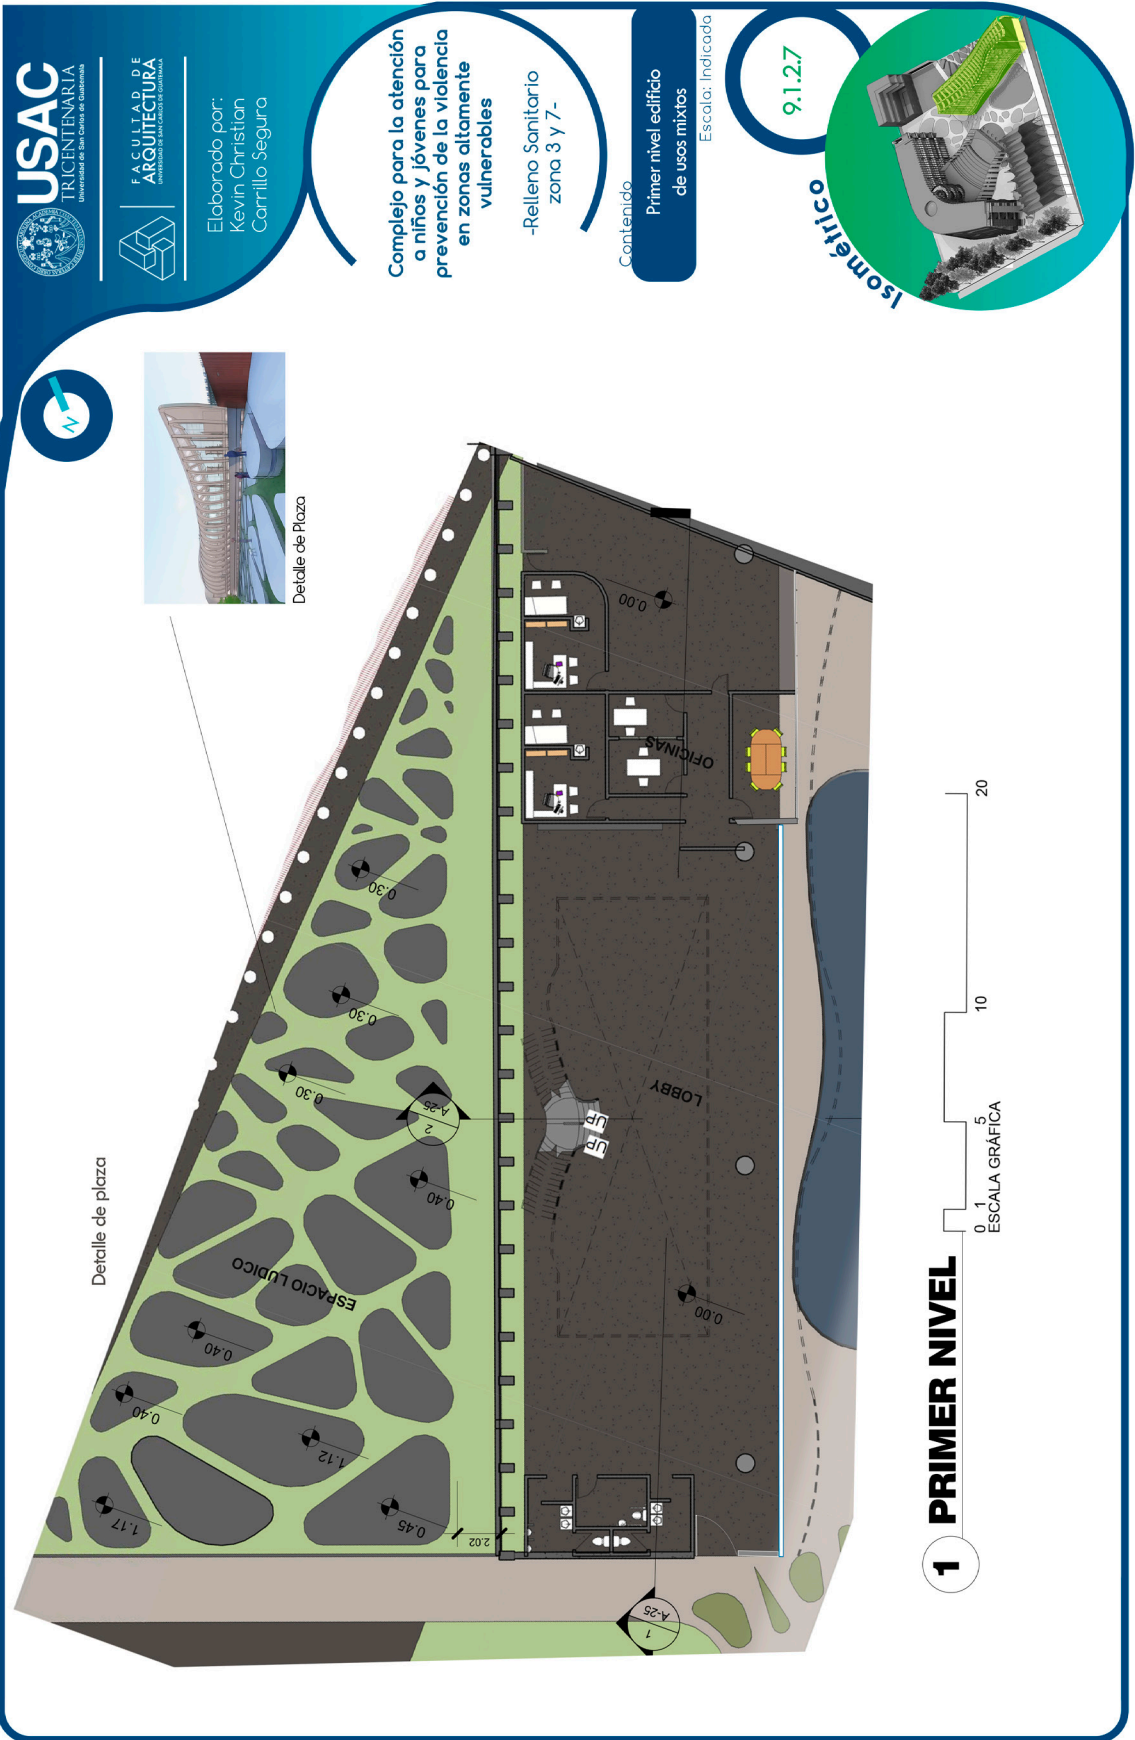 USAC
TRICENTENARIA
Universidad de San Carlos de Guatemala
FACULTAD DE
ARQUITECTURA
UNIVERSIDAD DE SAN CARLOS DE GUATEMALA
Elaborado por:
Kevin Christian
Carrillo Segura
Complejo para la atención
a niños y jóvenes para
prevención de la violencia
en zonas altamente
vulnerables
-Relleno Sanitario
zona 3 y 7-
Contenido
Primer nivel edificio
de usos mixtos
Escala: Indicada
9.1.2.7
Isométrico
N
Detalle de Plaza
Detalle de plaza
ESPACIO LUDICO
0.30
0.30
0.30
0.40
0.40
0.40
1.12
1.17
0.45
2.02
2
A-25
OFICINAS
0.00
LOBBY
UP
UP
0.00
1
A-25
1 PRIMER NIVEL
0 1 5 10 20
ESCALA GRÁFICA